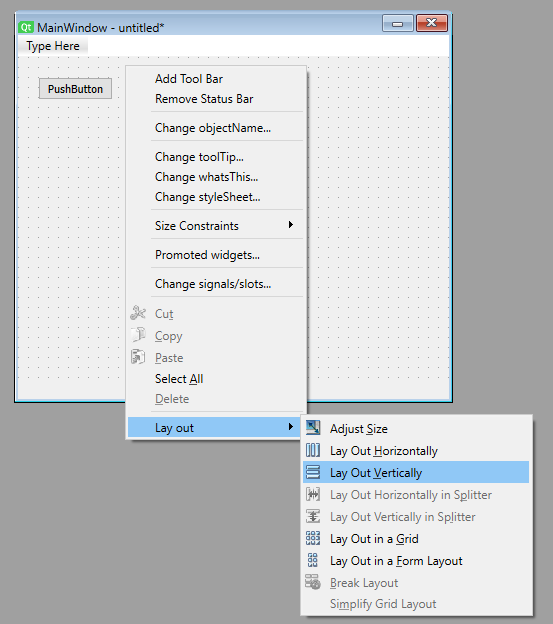 Qt MainWindow - untitled*
Type Here
PushButton
Add Tool Bar
Remove Status Bar
Change objectName...
Change toolTip...
Change whatsThis...
Change styleSheet...
Size Constraints
Promoted widgets...
Change signals/slots...
Cut
Copy
Paste
Select All
Delete
Lay out
Adjust Size
Lay Out Horizontally
Lay Out Vertically
Lay Out Horizontally in Splitter
Lay Out Vertically in Splitter
Lay Out in a Grid
Lay Out in a Form Layout
Break Layout
Simplify Grid Layout